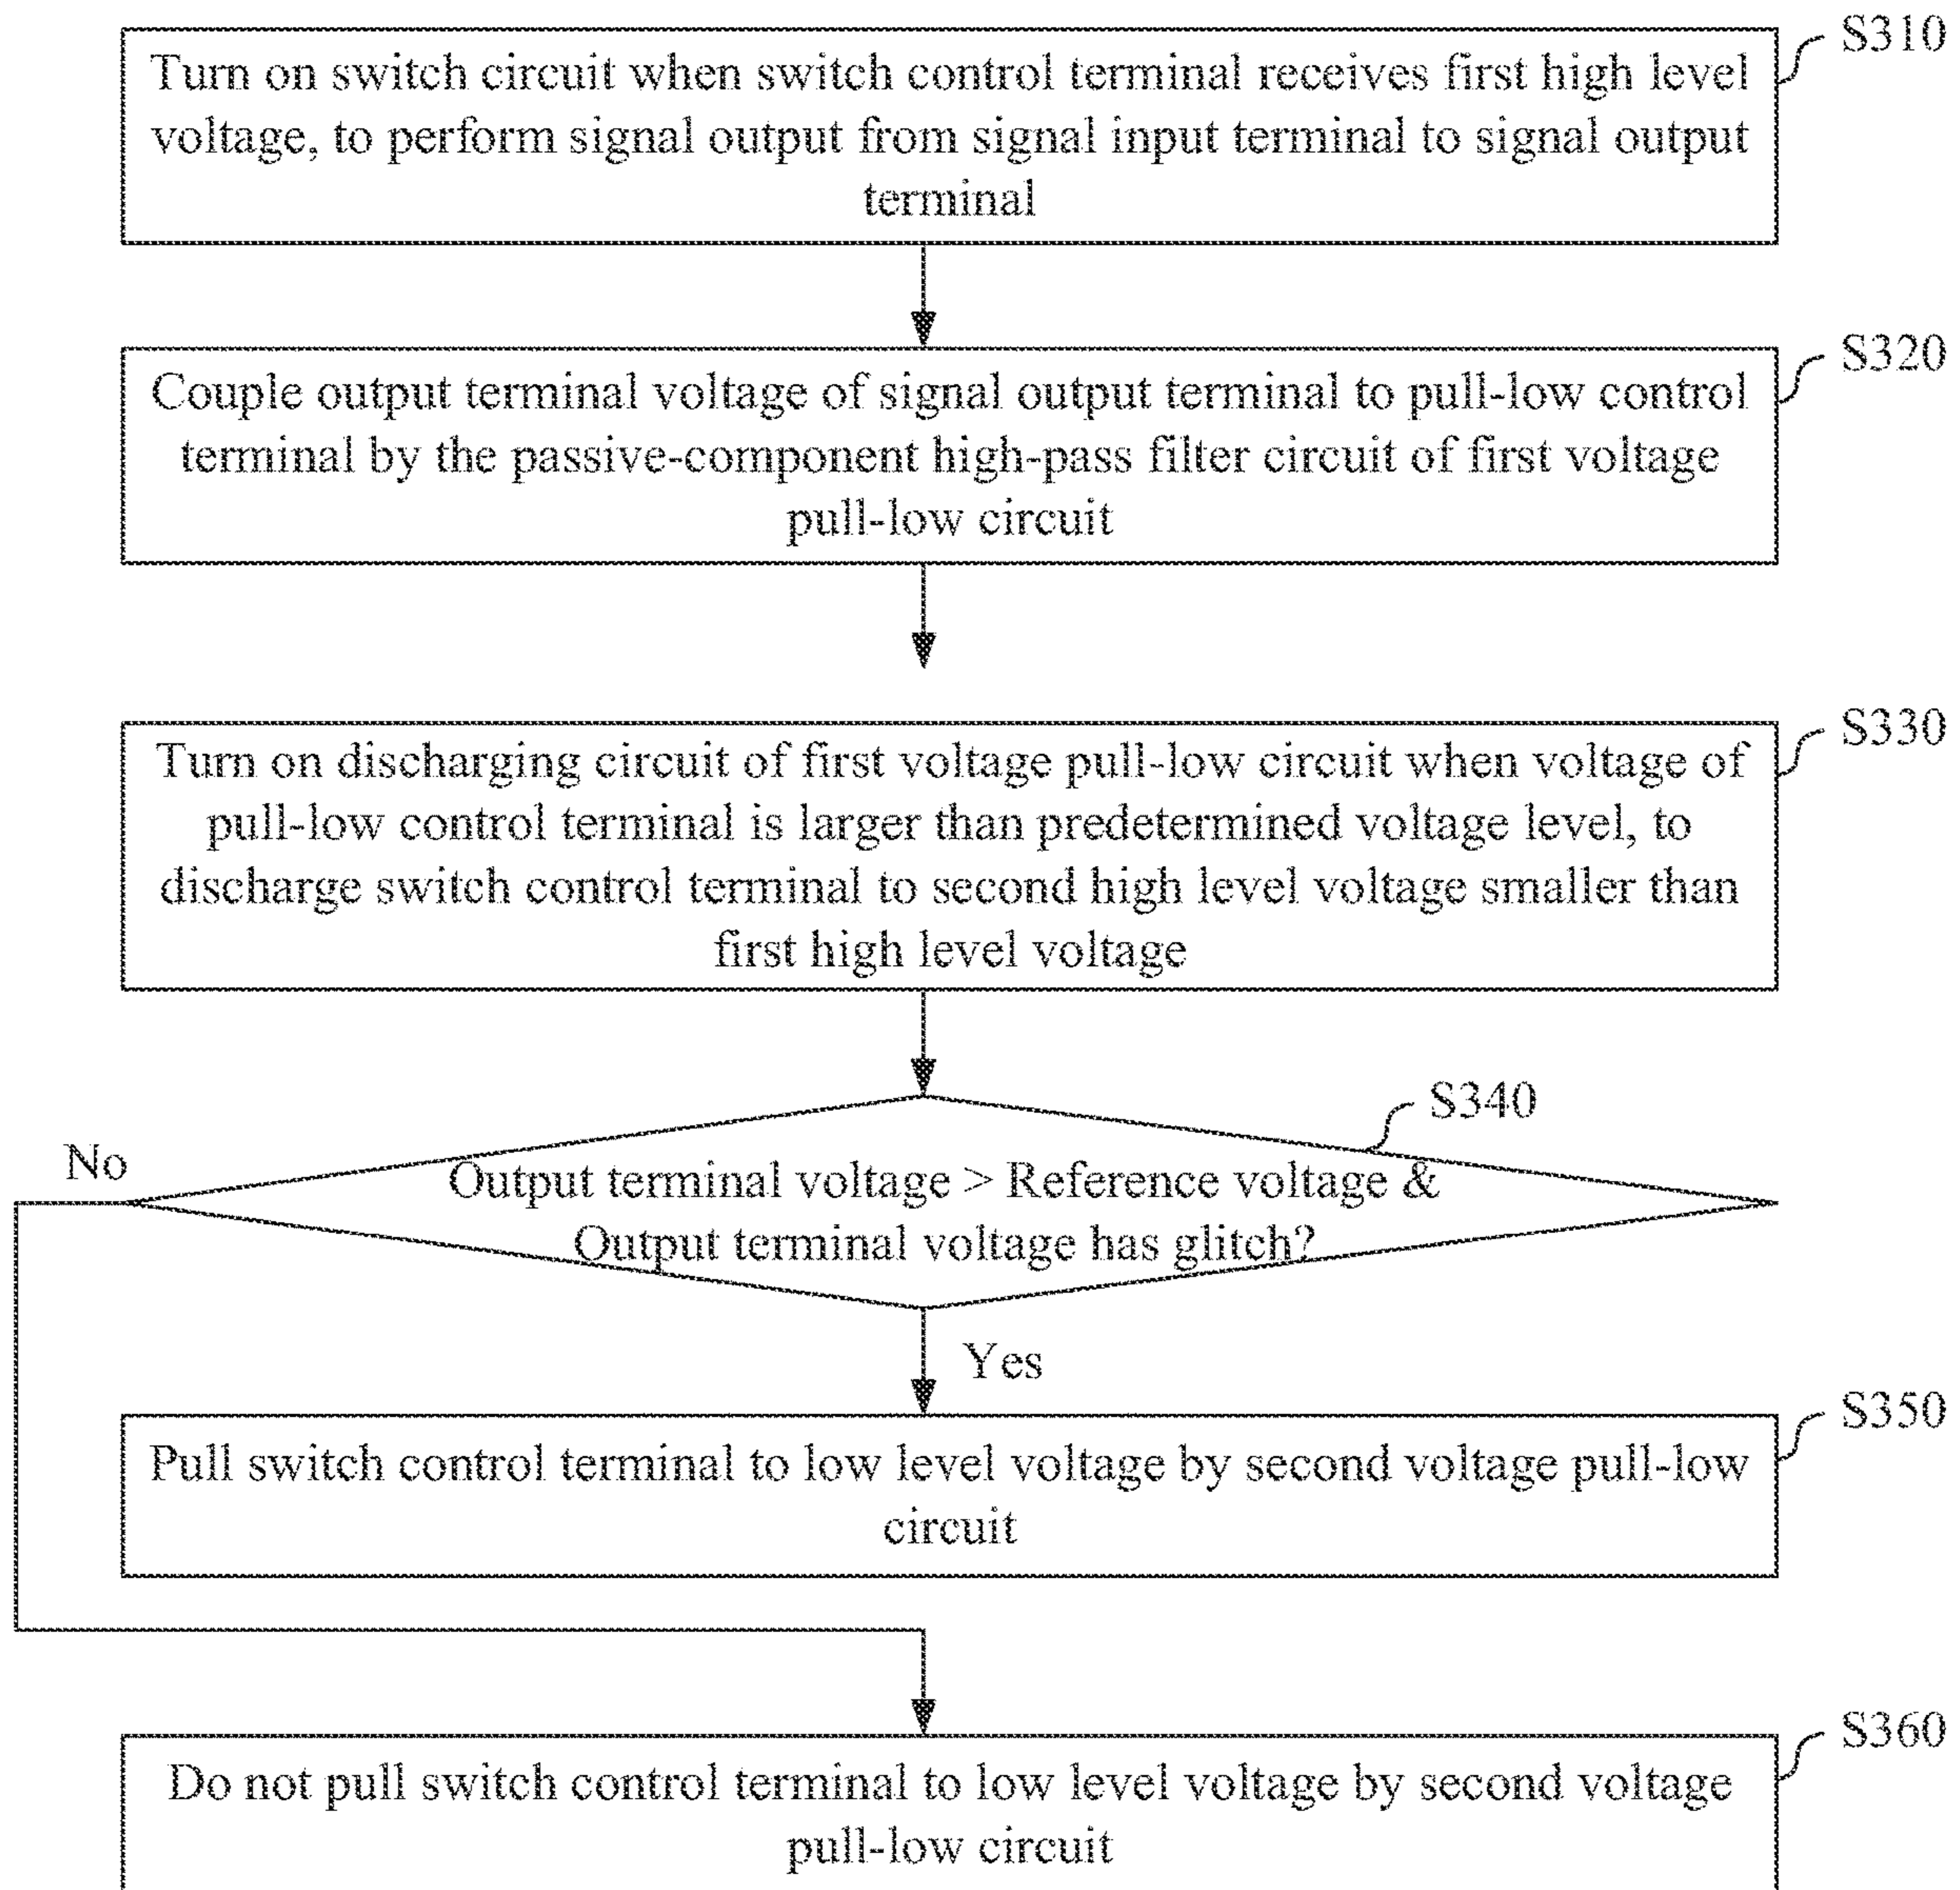 S310
Turn on switch circuit when switch control terminal receives first high level
voltage, to perform signal output from signal input terminal to signal output
terminal
S320
Couple output terminal voltage of signal output terminal to pull-low control
terminal by the passive-component high-pass filter circuit of first voltage
pull-low circuit
S330
Turn on discharging circuit of first voltage pull-low circuit when voltage of
pull-low control terminal is larger than predetermined voltage level, to
discharge switch control terminal to second high level voltage smaller than
first high level voltage
S340
No
Output terminal voltage > Reference voltage &
Output terminal voltage has glitch?
Yes
S350
Pull switch control terminal to low level voltage by second voltage pull-low
circuit
S360
Do not pull switch control terminal to low level voltage by second voltage
pull-low circuit